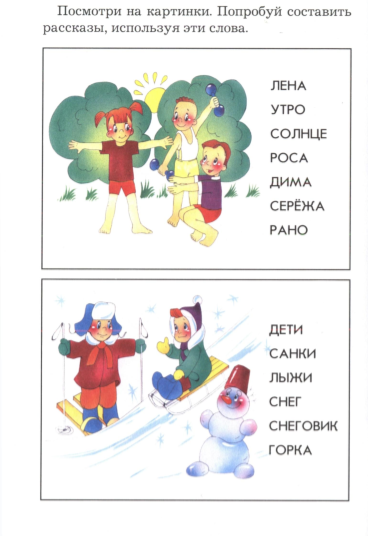 Посмотри на картинки. Попробуй составить
рассказы, используя эти слова.
ЛЕНА
УТРО
СОЛНЦЕ
РОСА
ДИМА
СЕРЁЖА
РАНО
ДЕТИ
САНКИ
ЛЫЖИ
СНЕГ
СНЕГОВИК
ГОРКА